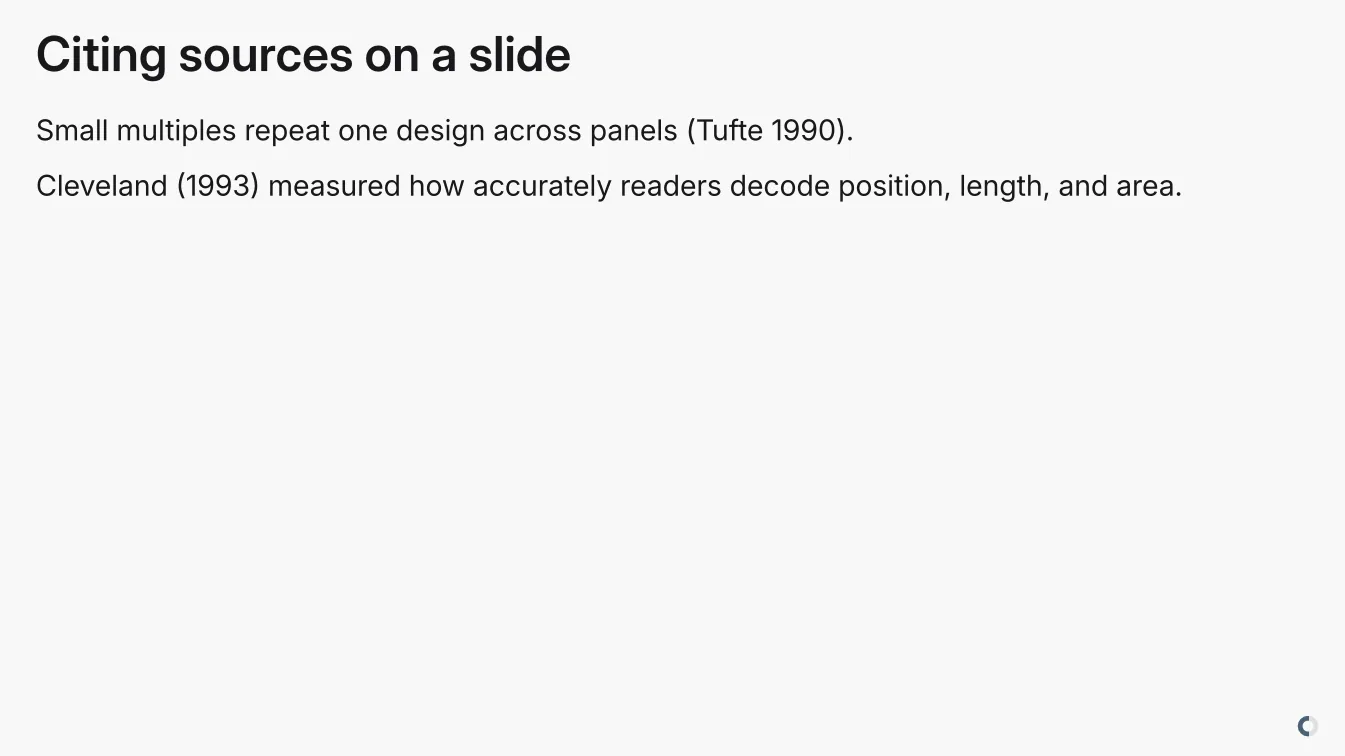 Citing sources on a slide
Small multiples repeat one design across panels (Tufte 1990).
Cleveland (1993) measured how accurately readers decode position, length, and area.